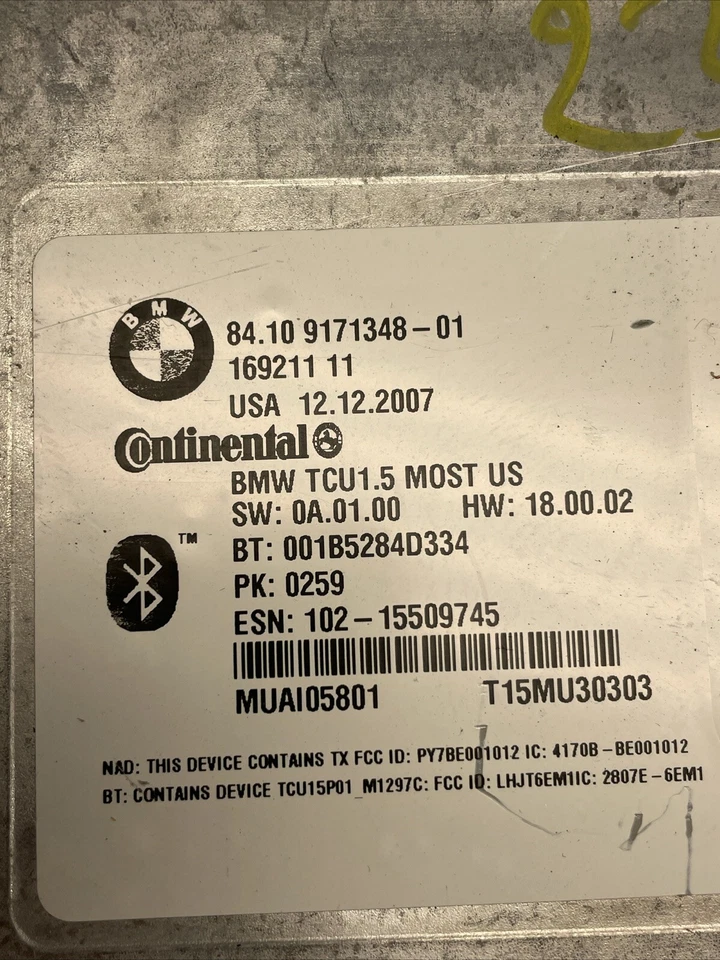 BMW
84.10 9171348-01
169211 11
USA 12.12.2007
Continental
BMW TCU1.5 MOST US
SW: 0A.01.00 HW: 18.00.02
TM
BT: 001B5284D334
PK: 0259
ESN: 102-15509745
MUAI05801 T15MU30303
NAD: THIS DEVICE CONTAINS TX FCC ID: PY7BE001012 IC: 4170B-BE001012
BT: CONTAINS DEVICE TCU15P01_M1297C: FCC ID: LHJT6EM1IC: 2807E-6EM1